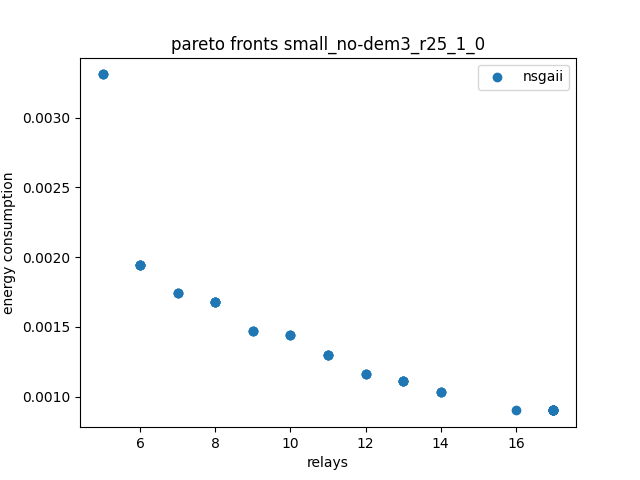 pareto fronts small_no-dem3_r25_1_0
nsgaii
0.0030
0.0025
0.0020
0.0015
0.0010
energy consumption
6 8 10 12 14 16
relays